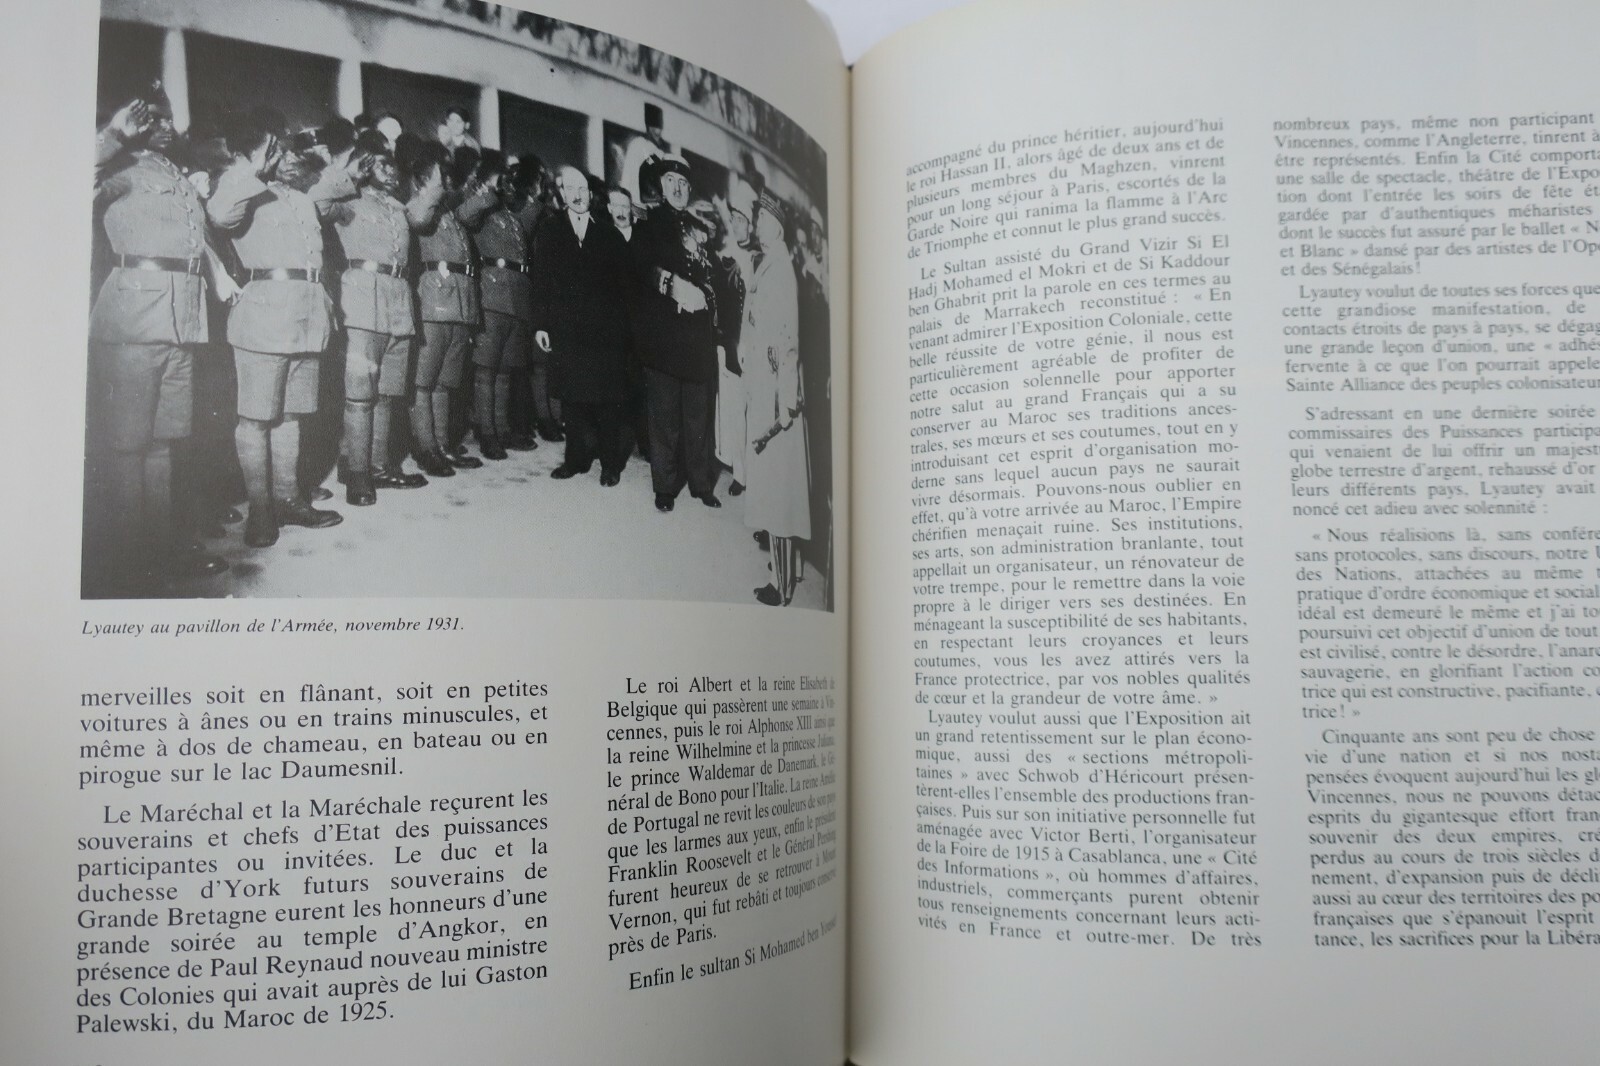 Lyautey au pavillon de l'Armée, novembre 1931.
merveilles soit en flânant, soit en petites
voitures à ânes ou en trains minuscules, et
même à dos de chameau, en bateau ou en
pirogue sur le lac Daumesnil.
Le Maréchal et la Maréchale reçurent les
souverains et chefs d'Etat des puissances
participantes ou invitées. Le duc et la
duchesse d'York futurs souverains de
Grande Bretagne eurent les honneurs d'une
grande soirée au temple d'Angkor, en
présence de Paul Reynaud nouveau ministre
des Colonies qui avait auprès de lui Gaston
Palewski, du Maroc de 1925.
Le roi Albert et la reine Elisabeth de
Belgique qui passèrent une semaine à Vin-
cennes, puis le roi Alphonse XIII ainsi que
la reine Wilhelmine et la princesse Juliana,
le prince Waldemar de Danemark, le Gé-
néral de Bono pour l'Italie. La reine Amélie
de Portugal ne revit les couleurs de son pays
que les larmes aux yeux, enfin le président
Franklin Roosevelt et le Général Pershing
furent heureux de se retrouver à Mount
Vernon, qui fut rebâti et toujours conservé
près de Paris.
Enfin le sultan Si Mohamed ben Youssef
accompagné du prince héritier, aujourd'hui
le roi Hassan II, alors âgé de deux ans et de
plusieurs membres du Maghzen, vinrent
pour un long séjour à Paris, escortés de la
Garde Noire qui ranima la flamme à l'Arc
de Triomphe et connut le plus grand succès.
Le Sultan assisté du Grand Vizir Si El
Hadj Mohamed el Mokri et de Si Kaddour
ben Ghabrit prit la parole en ces termes au
palais de Marrakech reconstitué : « En
venant admirer l'Exposition Coloniale, cette
belle réussite de votre génie, il nous est
particulièrement agréable de profiter de
cette occasion solennelle pour apporter
notre salut au grand Français qui a su
conserver au Maroc ses traditions ances-
trales, ses mœurs et ses coutumes, tout en y
introduisant cet esprit d'organisation mo-
derne sans lequel aucun pays ne saurait
vivre désormais. Pouvons-nous oublier en
effet, qu'à votre arrivée au Maroc, l'Empire
chérifien menaçait ruine. Ses institutions,
ses arts, son administration branlante, tout
appellait un organisateur, un rénovateur de
votre trempe, pour le remettre dans la voie
propre à le diriger vers ses destinées. En
ménageant la susceptibilité de ses habitants,
en respectant leurs croyances et leurs
coutumes, vous les avez attirés vers la
France protectrice, par vos nobles qualités
de cœur et la grandeur de votre âme. »
Lyautey voulut aussi que l'Exposition ait
un grand retentissement sur le plan écono-
mique, aussi des « sections métropoli-
taines » avec Schwob d'Héricourt présen-
tèrent-elles l'ensemble des productions fran-
çaises. Puis sur son initiative personnelle fut
aménagée avec Victor Berti, l'organisateur
de la Foire de 1915 à Casablanca, une « Cité
des Informations », où hommes d'affaires,
industriels, commerçants purent obtenir
tous renseignements concernant leurs acti-
vités en France et outre-mer. De très
nombreux pays, même non participant
Vincennes, comme l'Angleterre, tinrent à
être représentés. Enfin la Cité comporta
une salle de spectacle, théâtre de l'Expo
tion dont l'entrée les soirs de fête ét
gardée par d'authentiques méharistes
dont le succès fut assuré par le ballet « N
et Blanc » dansé par des artistes de l'Op
et des Sénégalais!
Lyautey voulut de toutes ses forces que
cette grandiose manifestation, de
contacts étroits de pays à pays, se dégag
une grande leçon d'union, une « adhés
fervente à ce que l'on pourrait appele
Sainte Alliance des peuples colonisateur
S'adressant en une dernière soirée
commissaires des Puissances participa
qui venaient de lui offrir un majest
globe terrestre d'argent, rehaussé d'or
leurs différents pays, Lyautey avait
noncé cet adieu avec solennité :
« Nous réalisions là, sans confére
sans protocoles, sans discours, notre
des Nations, attachées au même
pratique d'ordre économique et social
idéal est demeuré le même et j'ai to
poursuivi cet objectif d'union de tout
est civilisé, contre le désordre, l'anarc
sauvagerie, en glorifiant l'action co
trice qui est constructive, pacifiante,
trice! »
Cinquante ans sont peu de chose
vie d'une nation et si nos nosta
pensées évoquent aujourd'hui les gl
Vincennes, nous ne pouvons détac
esprits du gigantesque effort franç
souvenir des deux empires, cré
perdus au cours de trois siècles d
nement, d'expansion puis de déclin
aussi au cœur des territoires des po
françaises que s'épanouit l'esprit
tance, les sacrifices pour la Libéra